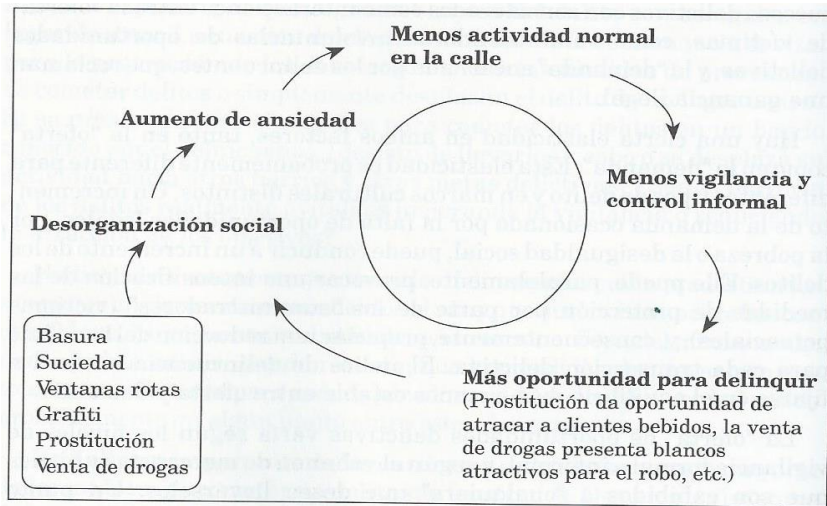 Menos actividad normal
en la calle
Aumento de ansiedad
Menos vigilancia y
control informal
Desorganización social
Basura
Suciedad
Ventanas rotas
Grafiti
Prostitución
Venta de drogas
Más oportunidad para delinquir
(Prostitución da oportunidad de
atracar a clientes bebidos, la venta
de drogas presenta blancos
atractivos para el robo, etc.)